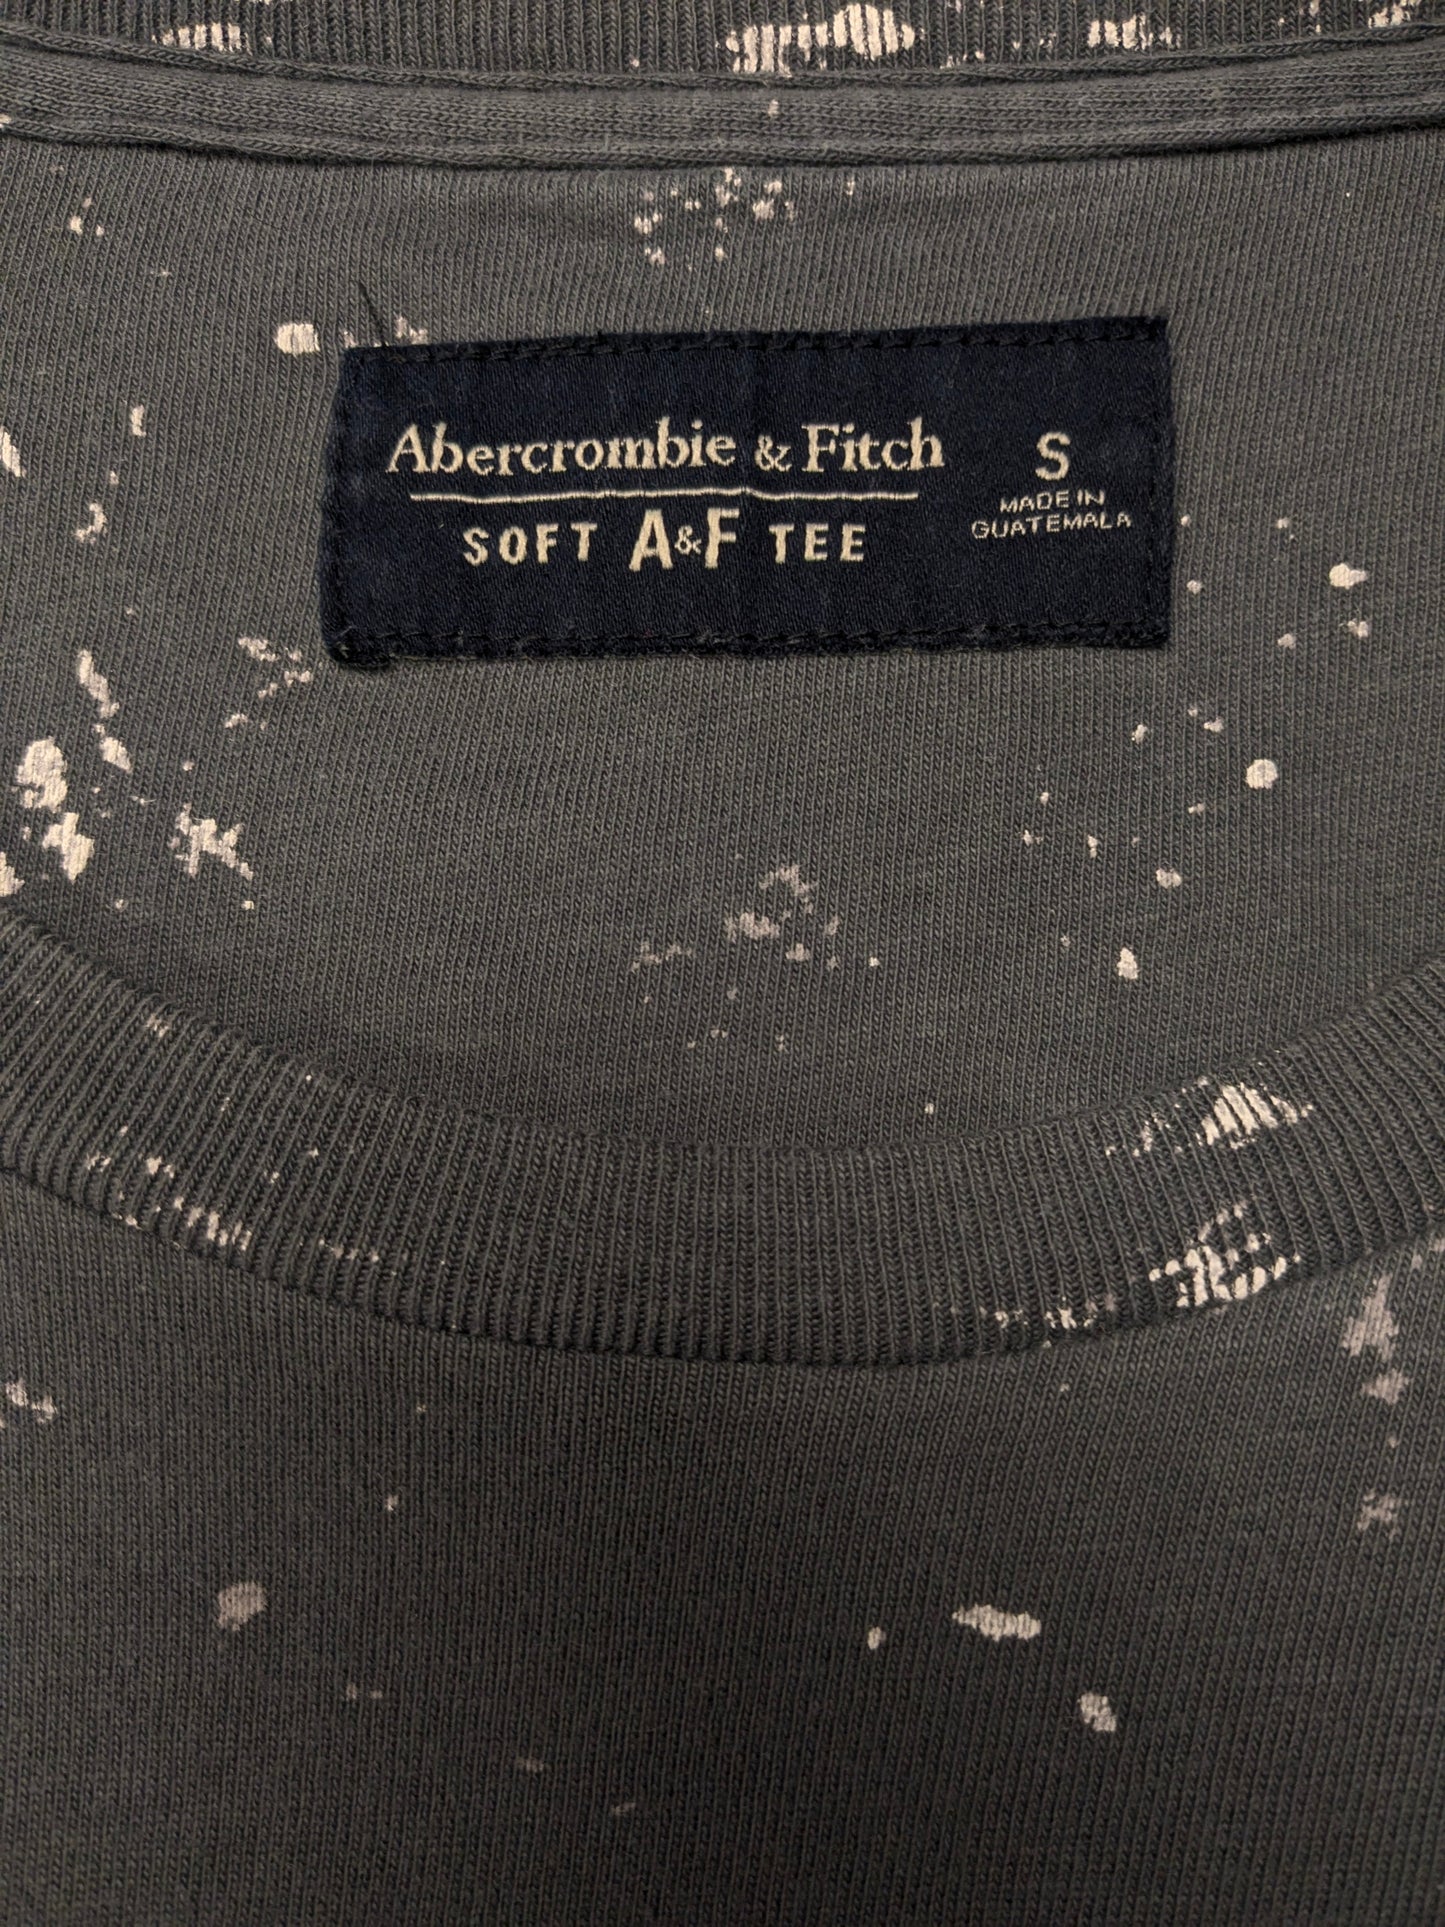 Abercrombie & Fitch
SOFT A&F TEE
S
MADE IN
GUATEMALA